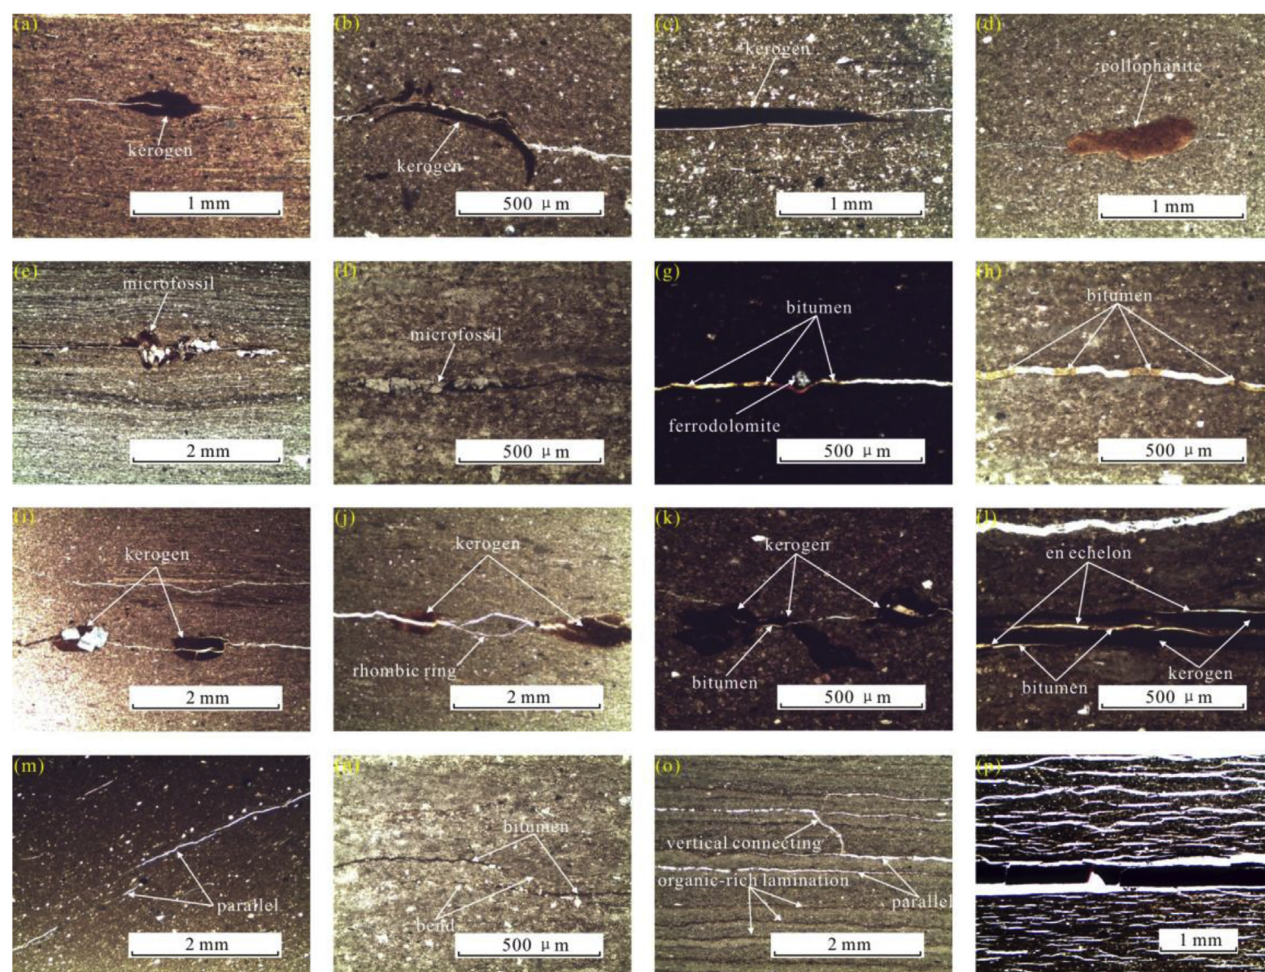 (a)
kerogen
1 mm
(b)
kerogen
500 μm
(c)
kerogen
1 mm
(d)
collophanite
1 mm
(e)
microfossil
2 mm
(f)
microfossil
500 μm
(g)
bitumen
ferrodolomite
500 μm
(h)
bitumen
500 μm
(i)
kerogen
2 mm
(j)
kerogen
rhombic ring
2 mm
(k)
kerogen
bitumen
500 μm
(l)
en echelon
bitumen
kerogen
500 μm
(m)
parallel
2 mm
(n)
bitumen
bend
500 μm
(o)
vertical connecting
organic-rich lamination
parallel
2 mm
(p)
1 mm